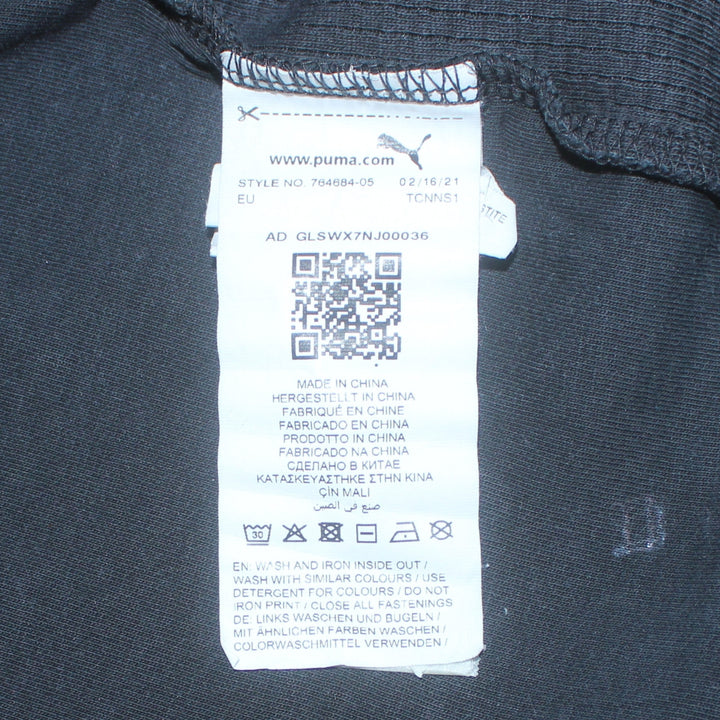 www.puma.com
STYLE NO. 764684-05 02/16/21
EU TCNNS1
STITE
AD GLSWX7NJ00036
MADE IN CHINA
HERGESTELLT IN CHINA
FABRIQUÉ EN CHINE
FABRICADO EN CHINA
PRODOTTO IN CHINA
FABRICADO NA CHINA
СДЕЛАНО В КИТАЕ
ΚΑΤΑΣΚΕΥΑΣΤΗΚΕ ΣΤΗΝ ΚΙΝΑ
ÇİN MALI
صنع في الصين
30
EN: WASH AND IRON INSIDE OUT /
WASH WITH SIMILAR COLOURS / USE
DETERGENT FOR COLOURS / DO NOT
IRON PRINT / CLOSE ALL FASTENINGS
DE: LINKS WASCHEN UND BÜGELN /
MIT ÄHNLICHEN FARBEN WASCHEN /
COLORWASCHMITTEL VERWENDEN /